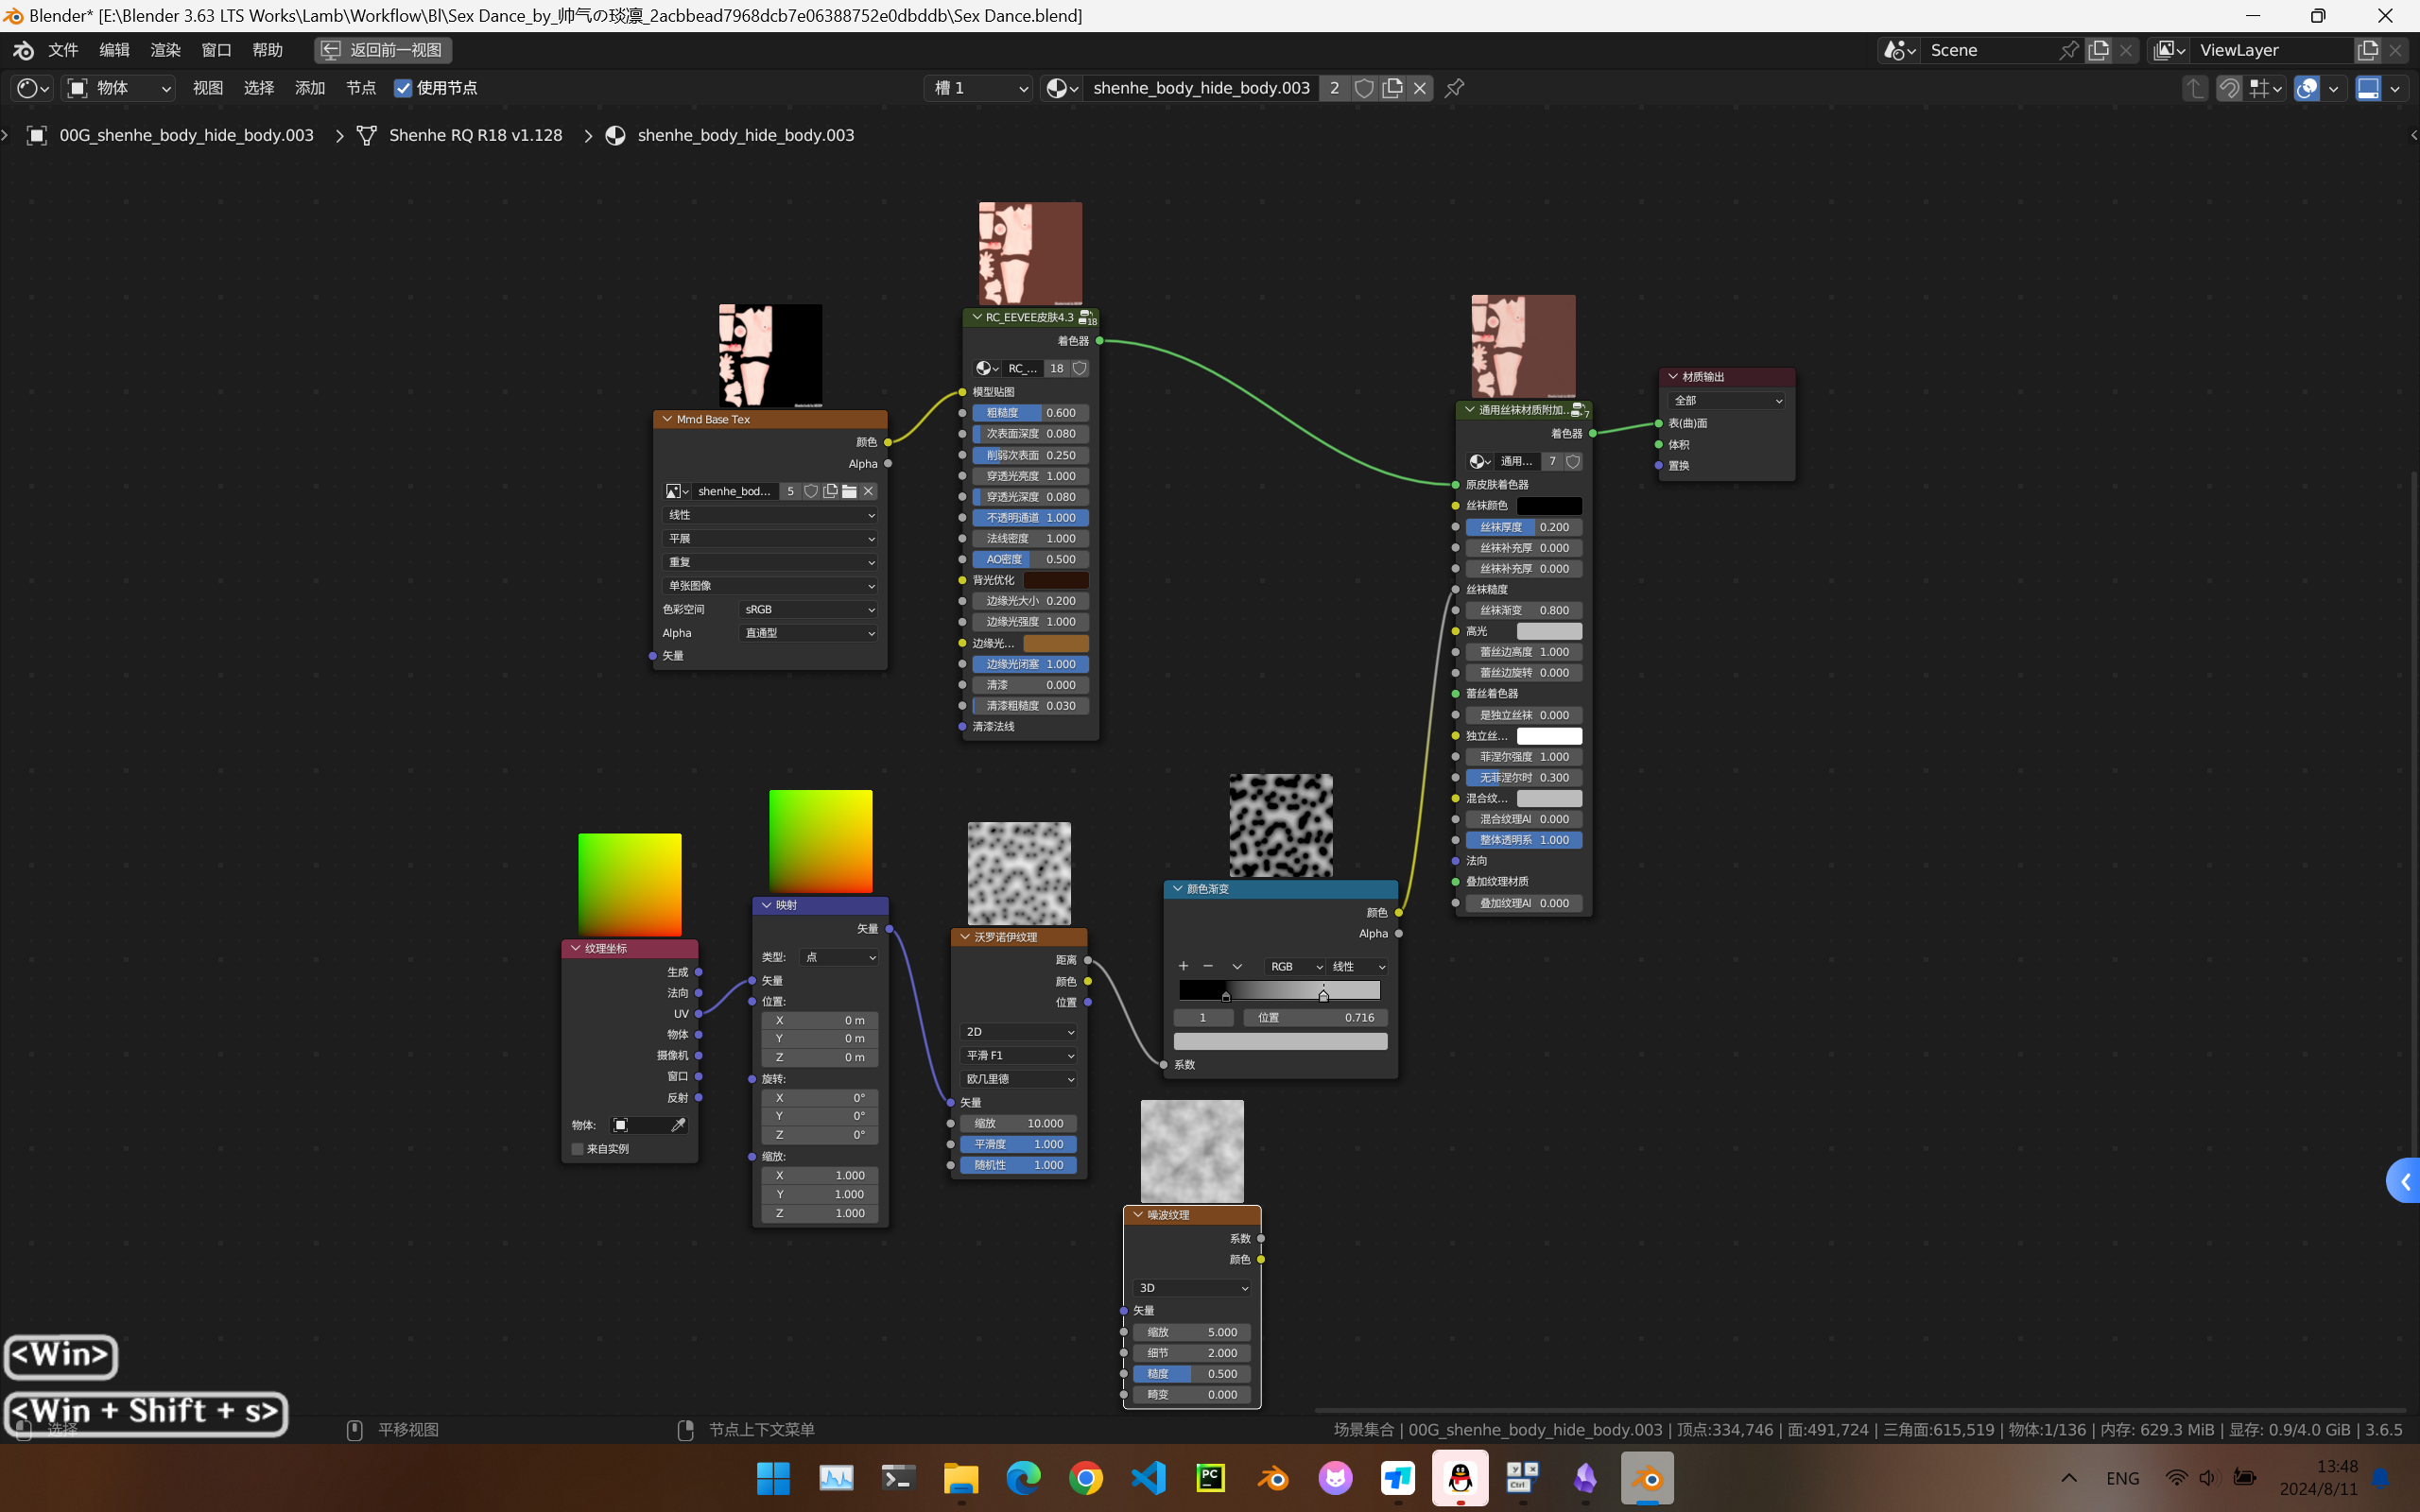 Blender* [E:\Blender 3.63 LTS Works\Lamb\Workflow\Bl\Sex Dance_by_帅气の琰凛_2acbbead7968dcb7e06388752e0dbddb\Sex Dance.blend]
文件 编辑 渲染 窗口 帮助 返回前一视图 Scene ViewLayer
物体 视图 选择 添加 节点 使用节点 槽 1 shenhe_body_hide_body.003 2
00G_shenhe_body_hide_body.003 > Shenhe RQ R18 v1.128 > shenhe_body_hide_body.003
Mmd Base Tex
颜色
Alpha
shenhe_bod... 5
线性
平展
重复
单张图像
色彩空间 sRGB
Alpha 直通型
矢量
RC_EEVEE皮肤4.3 18
着色器
RC_... 18
模型贴图
粗糙度 0.600
次表面深度 0.080
削弱次表面 0.250
穿透光亮度 1.000
穿透光深度 0.080
不透明通道 1.000
法线密度 1.000
AO密度 0.500
背光优化
边缘光大小 0.200
边缘光强度 1.000
边缘光...
边缘光闭塞 1.000
清漆 0.000
清漆粗糙度 0.030
清漆法线
通用丝袜材质附加... 7
着色器
通用... 7
原皮肤着色器
丝袜颜色
丝袜厚度 0.200
丝袜补充厚 0.000
丝袜补充厚 0.000
丝袜糙度
丝袜渐变 0.800
高光
蕾丝边高度 1.000
蕾丝边旋转 0.000
蕾丝着色器
是独立丝袜 0.000
独立丝...
菲涅尔强度 1.000
无菲涅尔时 0.300
混合纹...
混合纹理Al 0.000
整体透明系 1.000
法向
叠加纹理材质
叠加纹理Al 0.000
材质输出
全部
表(曲)面
体积
置换
纹理坐标
生成
法向
UV
物体
摄像机
窗口
反射
物体:
来自实例
映射
矢量
类型: 点
矢量
位置:
X 0 m
Y 0 m
Z 0 m
旋转:
X 0°
Y 0°
Z 0°
缩放:
X 1.000
Y 1.000
Z 1.000
沃罗诺伊纹理
距离
颜色
位置
2D
平滑 F1
欧几里德
矢量
缩放 10.000
平滑度 1.000
随机性 1.000
颜色渐变
颜色
Alpha
RGB 线性
1 位置 0.716
系数
噪波纹理
系数
颜色
3D
矢量
缩放 5.000
细节 2.000
糙度 0.500
畸变 0.000
<Win>
<Win + Shift + s>
选择 平移视图 节点上下文菜单 场景集合 | 00G_shenhe_body_hide_body.003 | 顶点:334,746 | 面:491,724 | 三角面:615,519 | 物体:1/136 | 内存: 629.3 MiB | 显存: 0.9/4.0 GiB | 3.6.5
PC
y x
Ctrl
ENG
13:48
2024/8/11